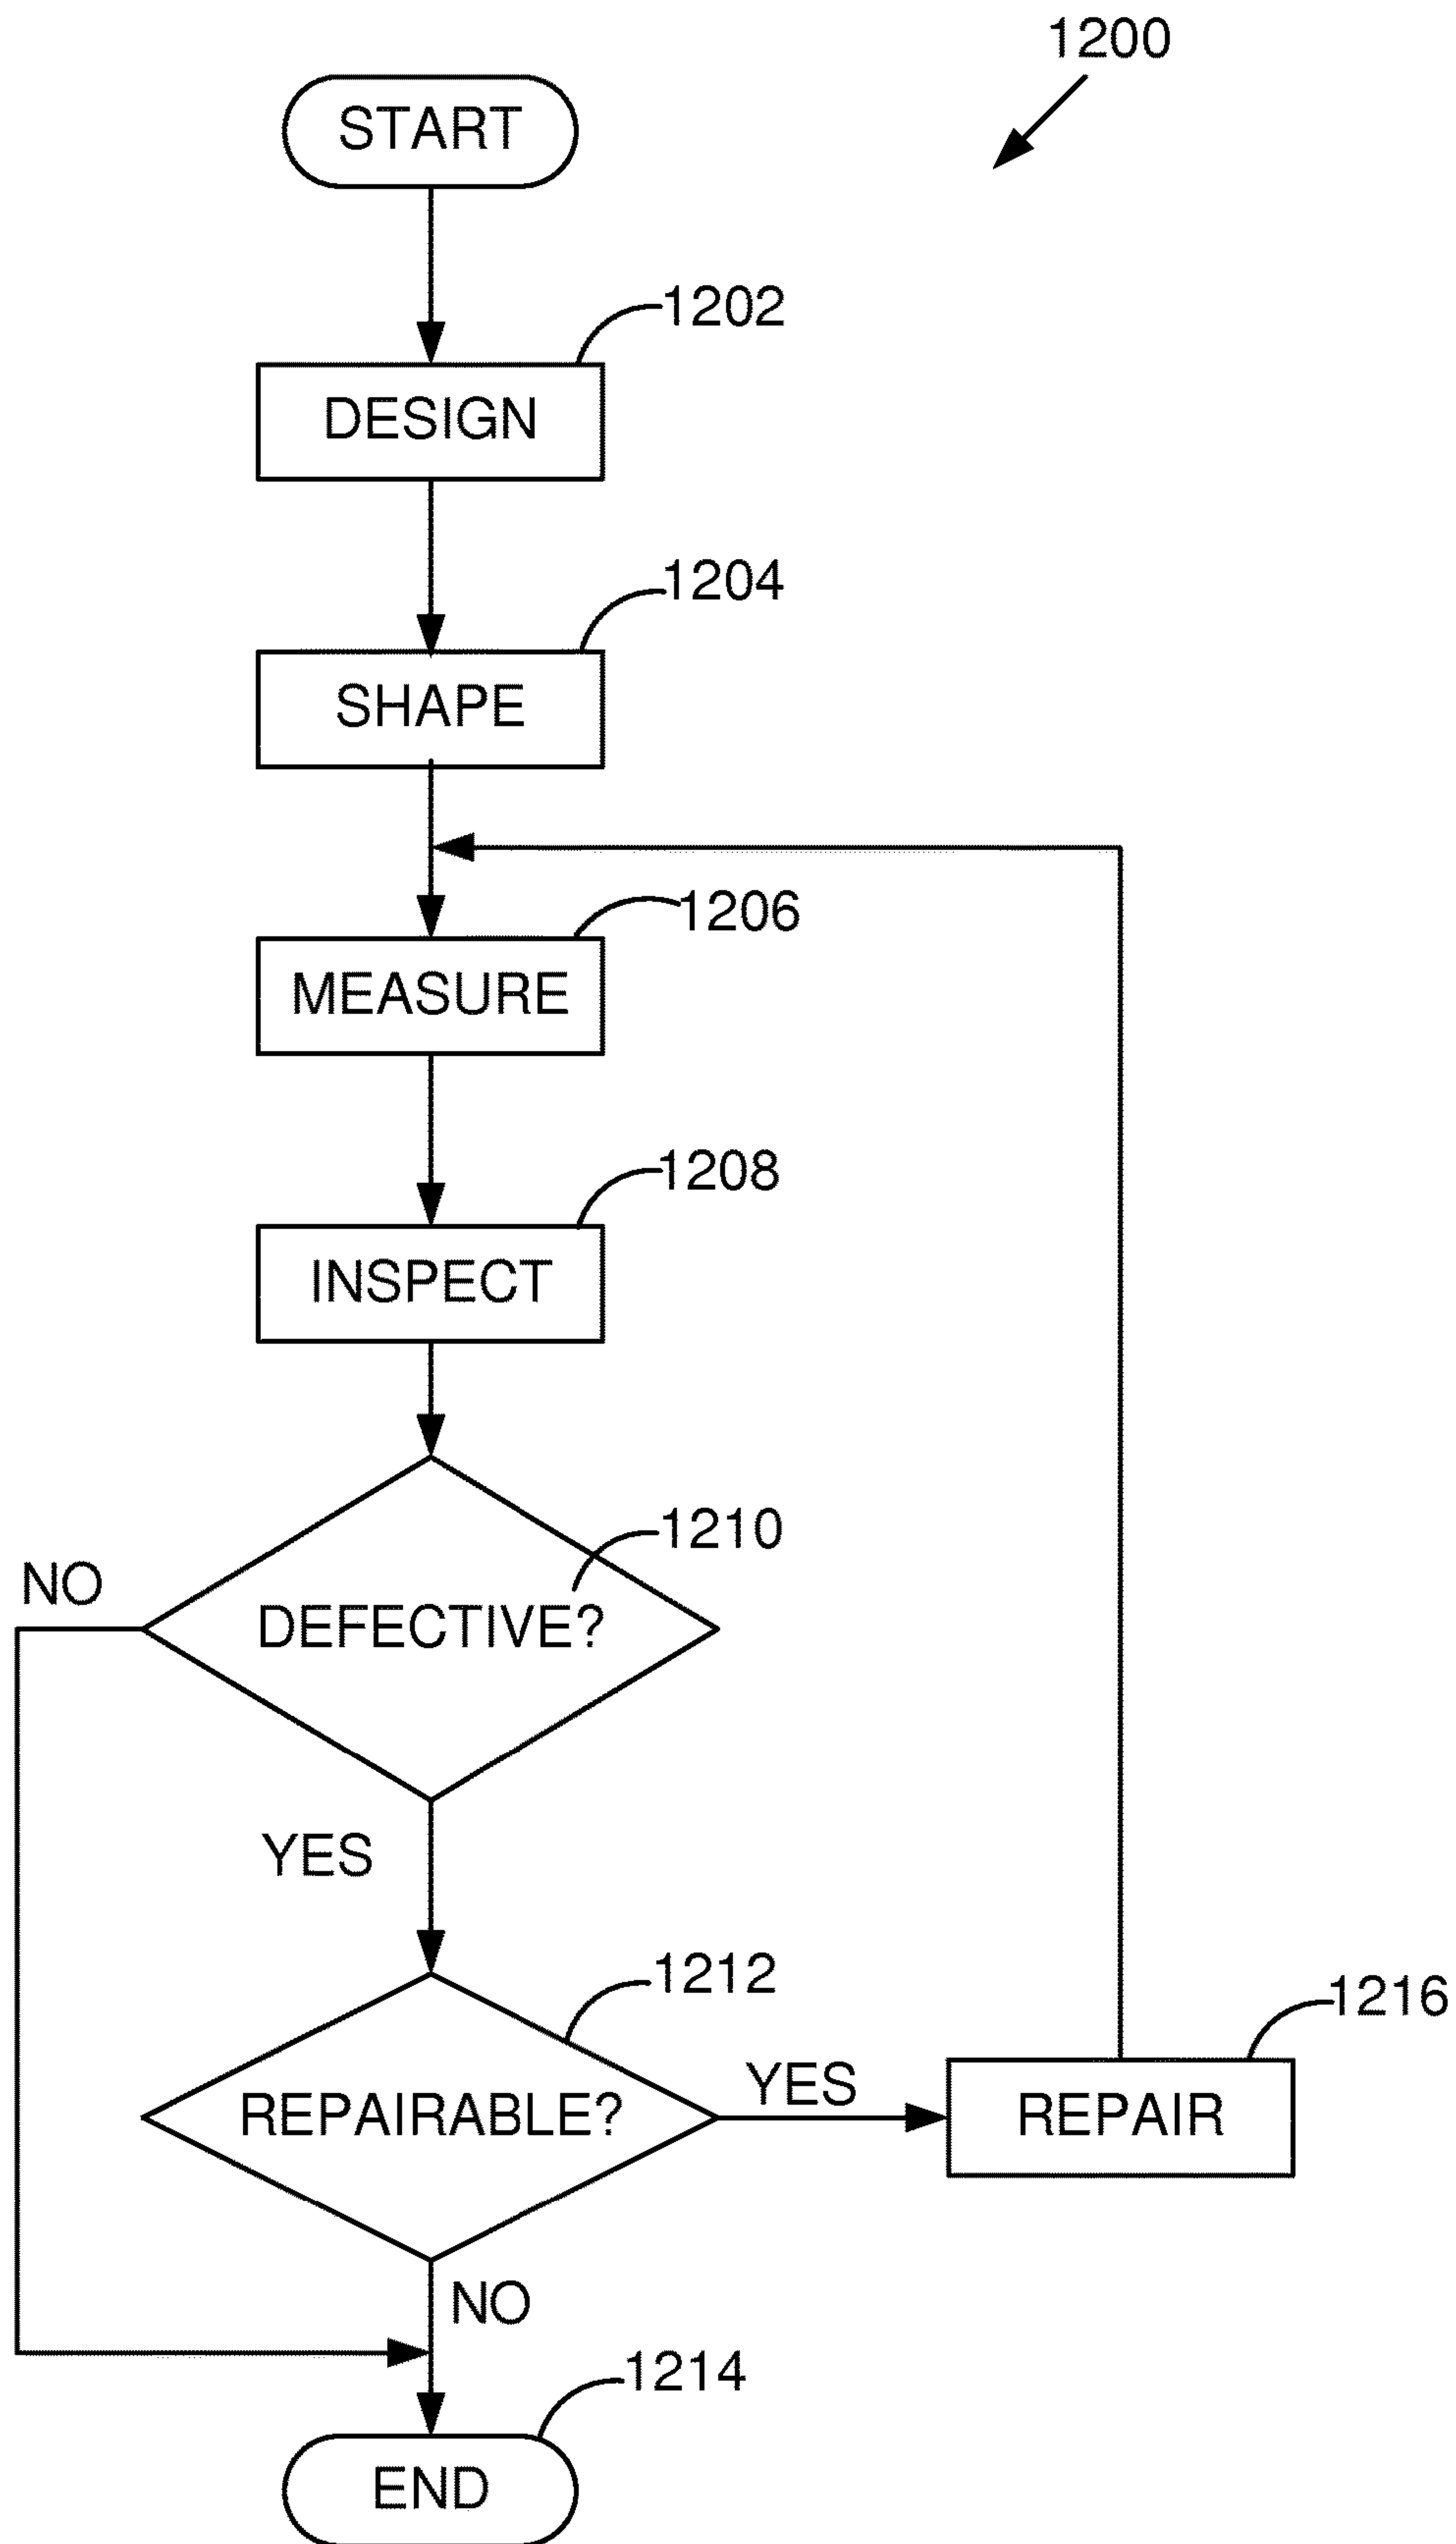 1200
START
1202
DESIGN
1204
SHAPE
1206
MEASURE
1208
INSPECT
1210
NO
DEFECTIVE?
YES
1212
1216
YES
REPAIRABLE?
REPAIR
NO
1214
END